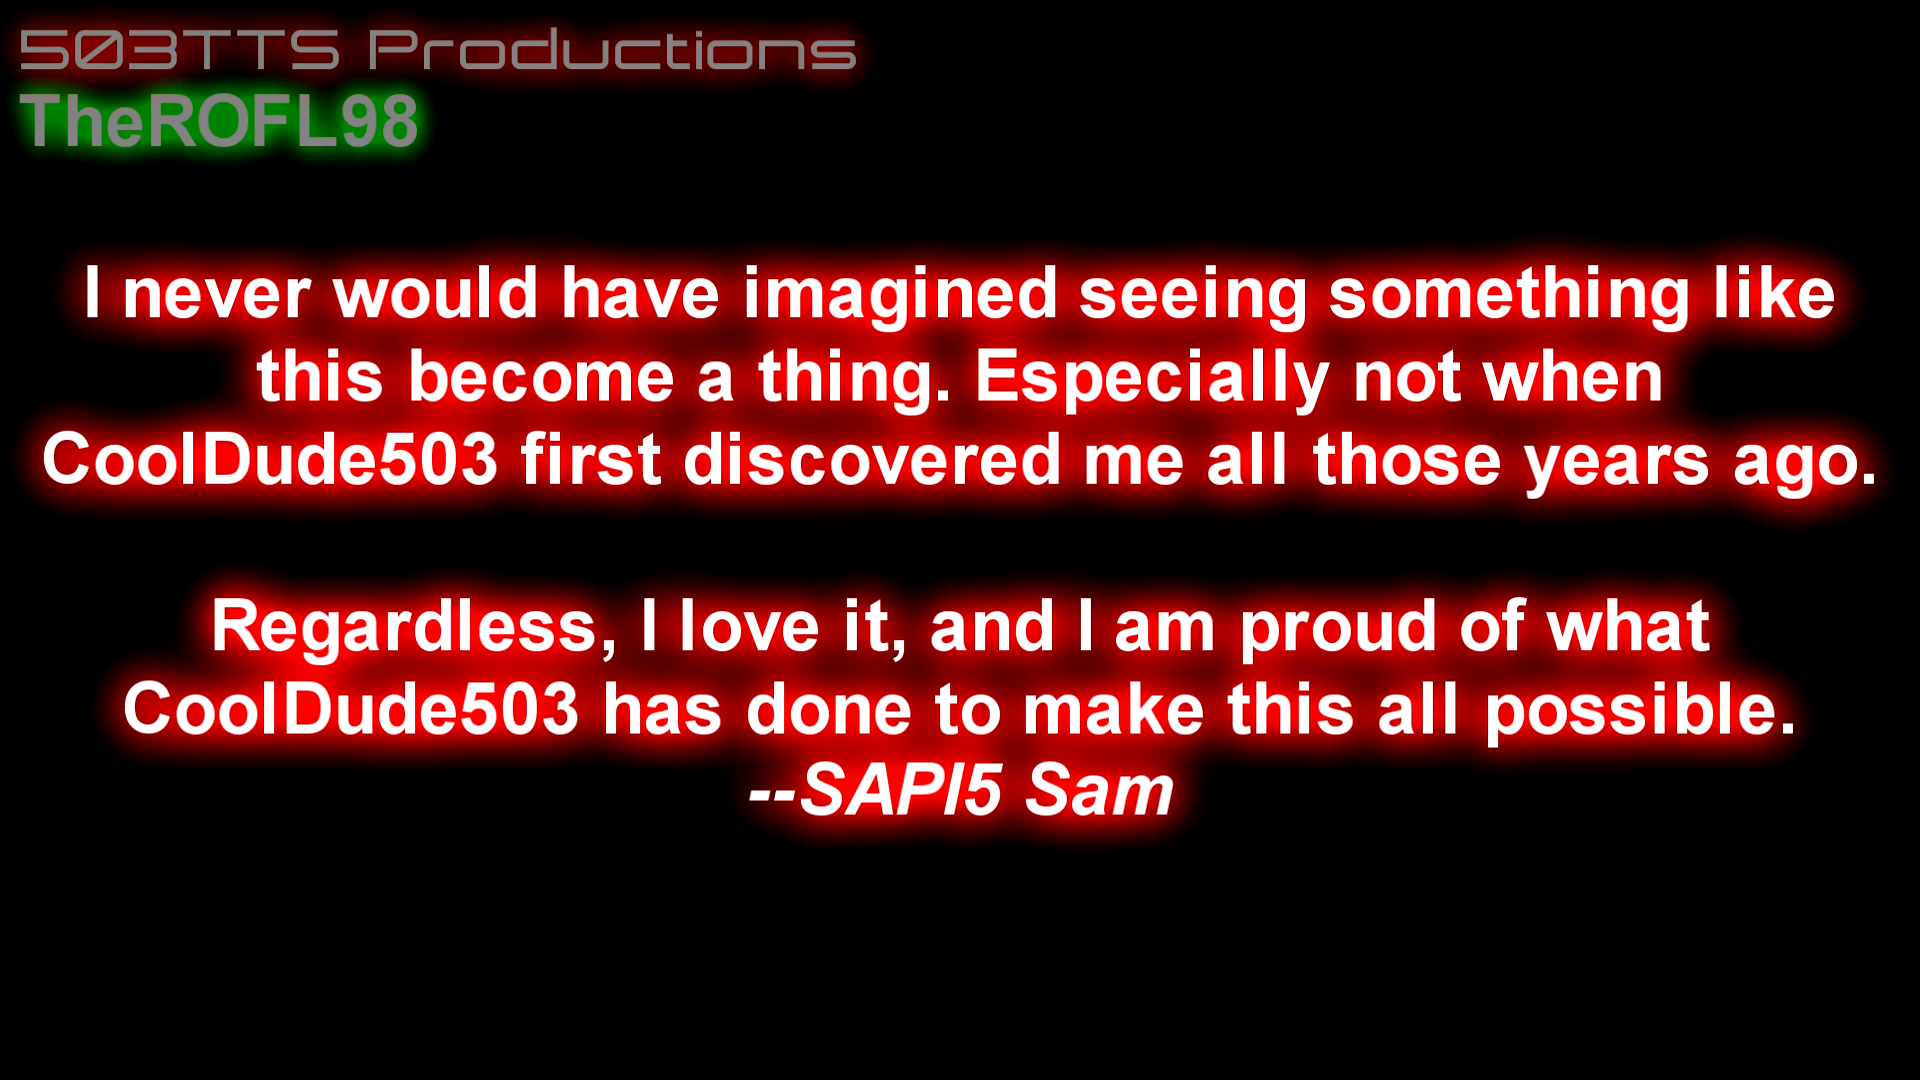 503TTS Productions
TheROFL98
I never would have imagined seeing something like
this become a thing. Especially not when
CoolDude503 first discovered me all those years ago.
Regardless, I love it, and I am proud of what
CoolDude503 has done to make this all possible.
--SAPI5 Sam